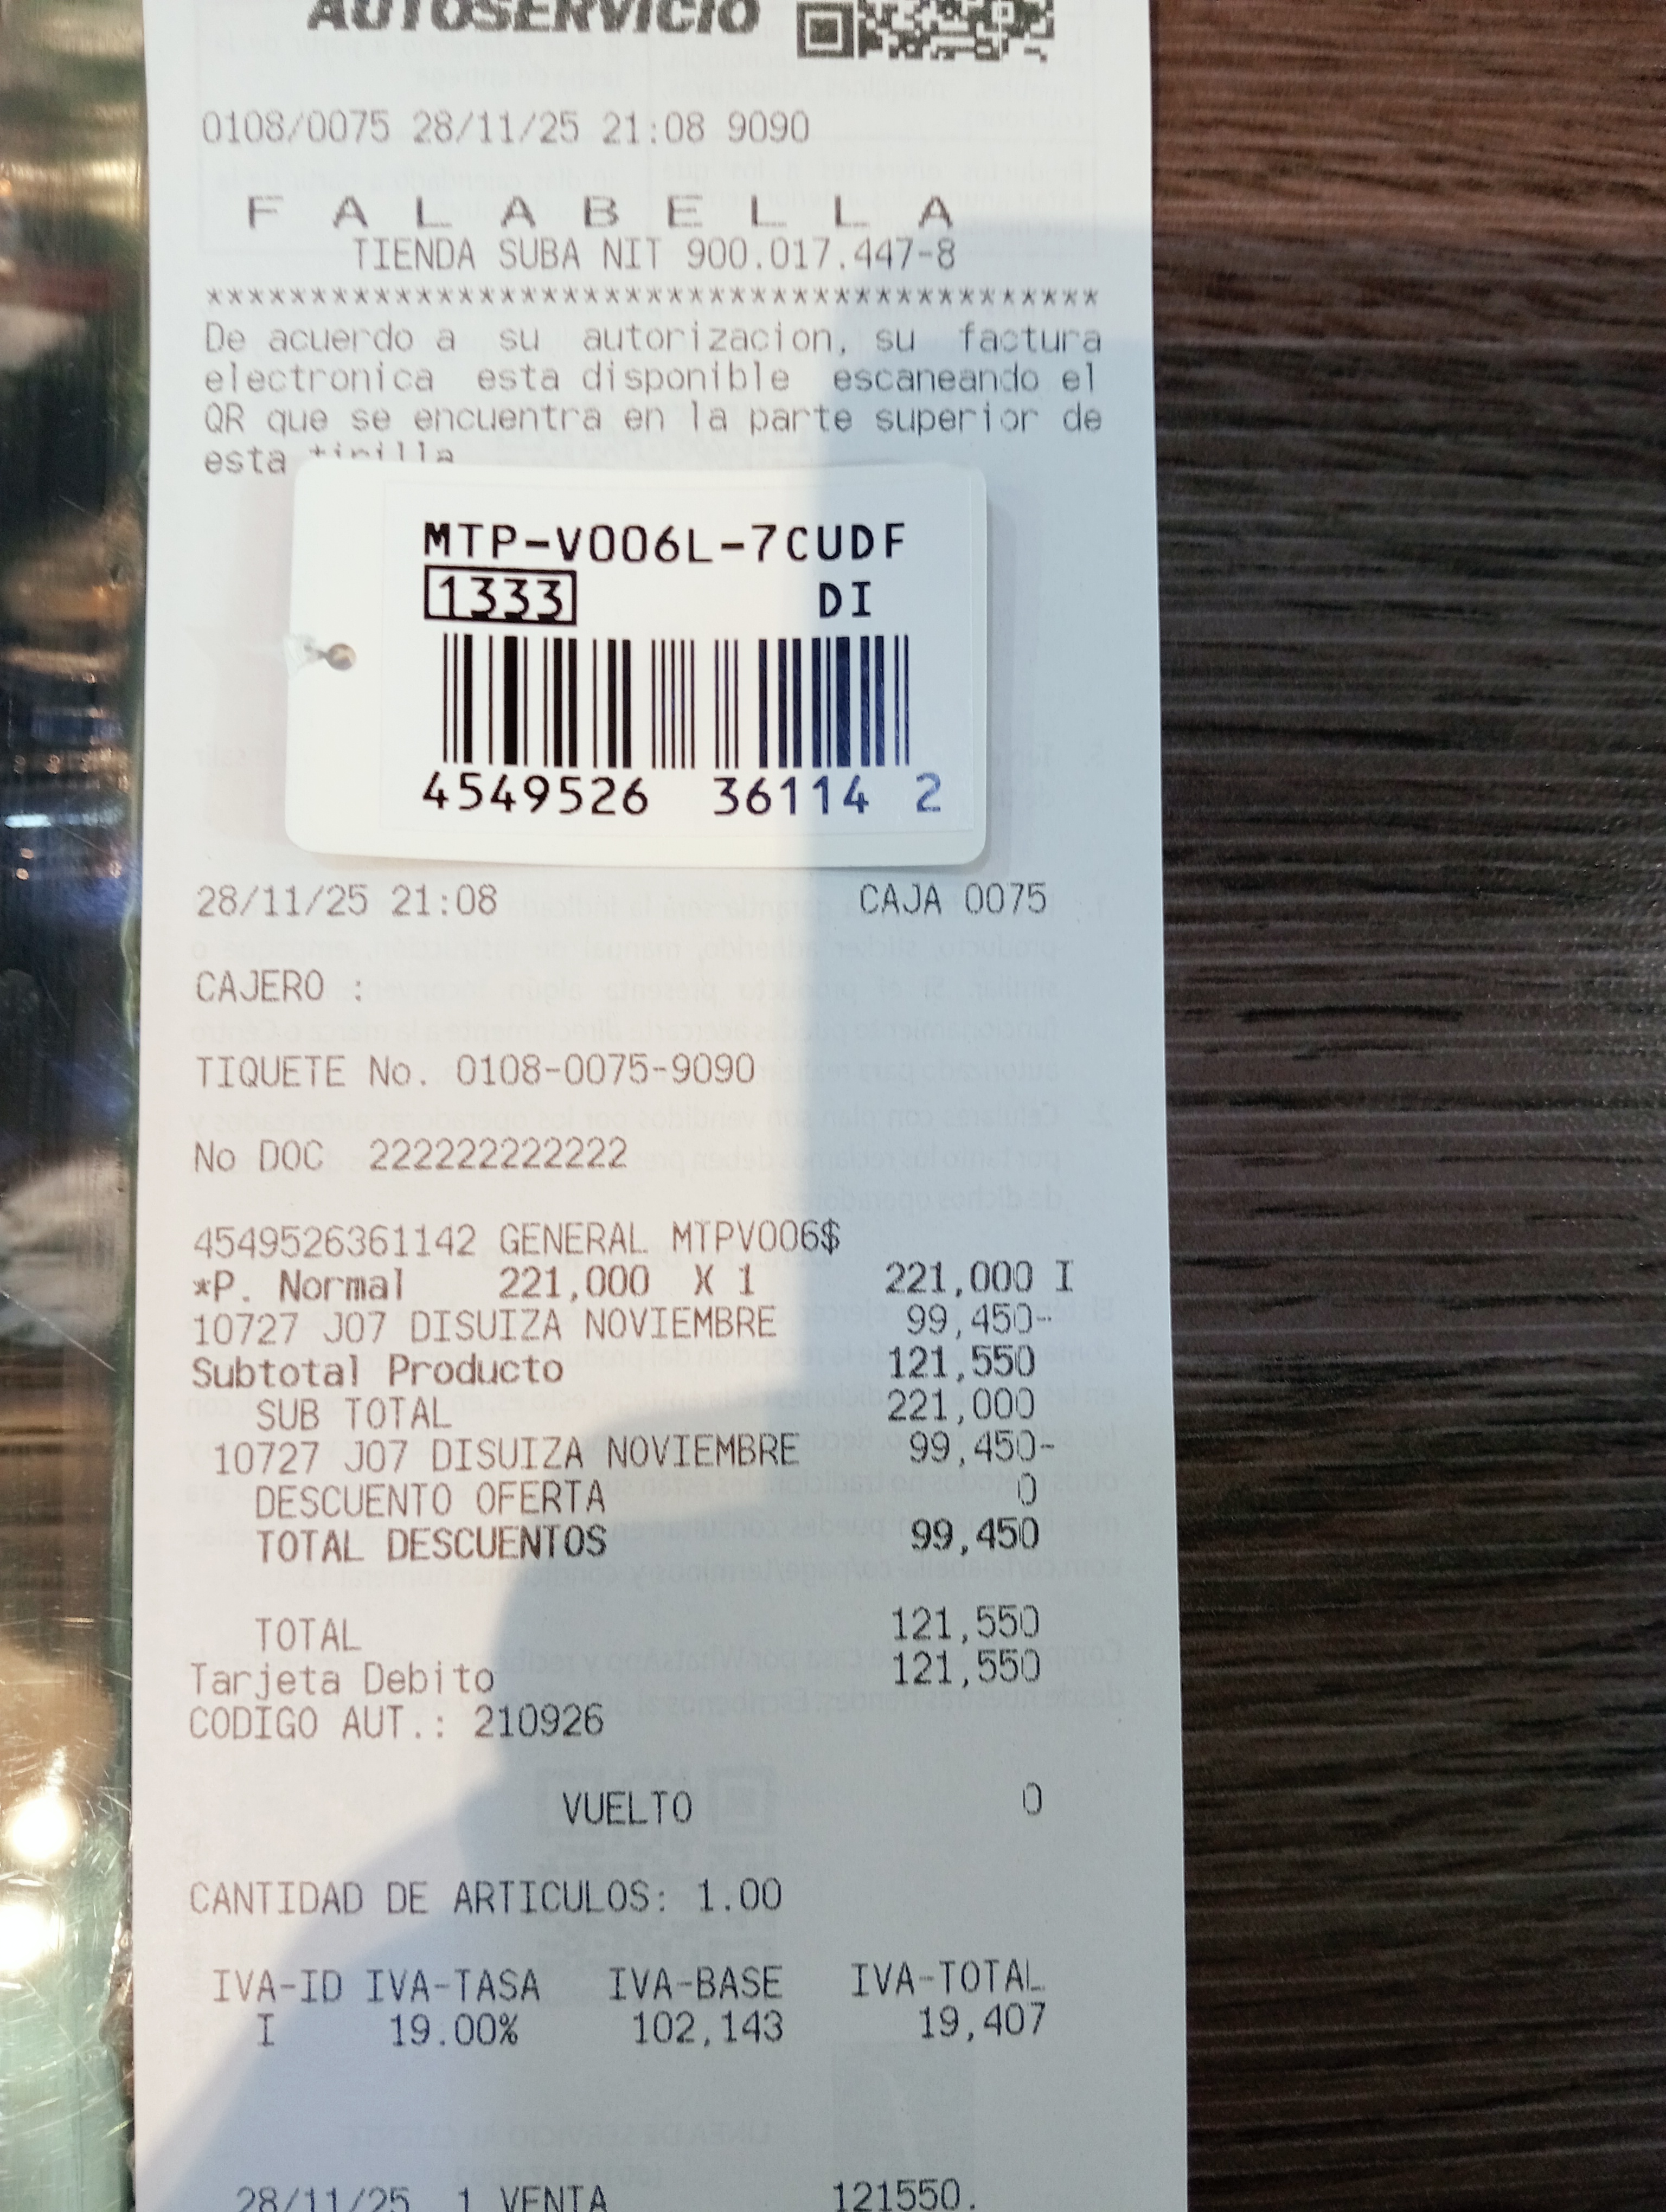 AUTOSERVICIO
0108/0075 28/11/25 21:08 9090
F A L A B E L L A
TIENDA SUBA NIT 900.017.447-8
*******************************************
De acuerdo a su autorizacion, su factura
electronica esta disponible escaneando el
QR que se encuentra en la parte superior de
esta tirilla
MTP-V006L-7CUDF
1333 DI
4549526 36114 2
28/11/25 21:08 CAJA 0075
CAJERO :
TIQUETE No. 0108-0075-9090
No DOC 222222222222
4549526361142 GENERAL MTPV006$
*P. Normal 221,000 X 1 221,000 I
10727 J07 DISUIZA NOVIEMBRE 99,450-
Subtotal Producto 121,550
SUB TOTAL 221,000
10727 J07 DISUIZA NOVIEMBRE 99,450-
DESCUENTO OFERTA 0
TOTAL DESCUENTOS 99,450
TOTAL 121,550
Tarjeta Debito 121,550
CODIGO AUT.: 210926
VUELTO 0
CANTIDAD DE ARTICULOS: 1.00
IVA-ID IVA-TASA IVA-BASE IVA-TOTAL
I 19.00% 102,143 19,407
28/11/25 1 VENTA 121550.